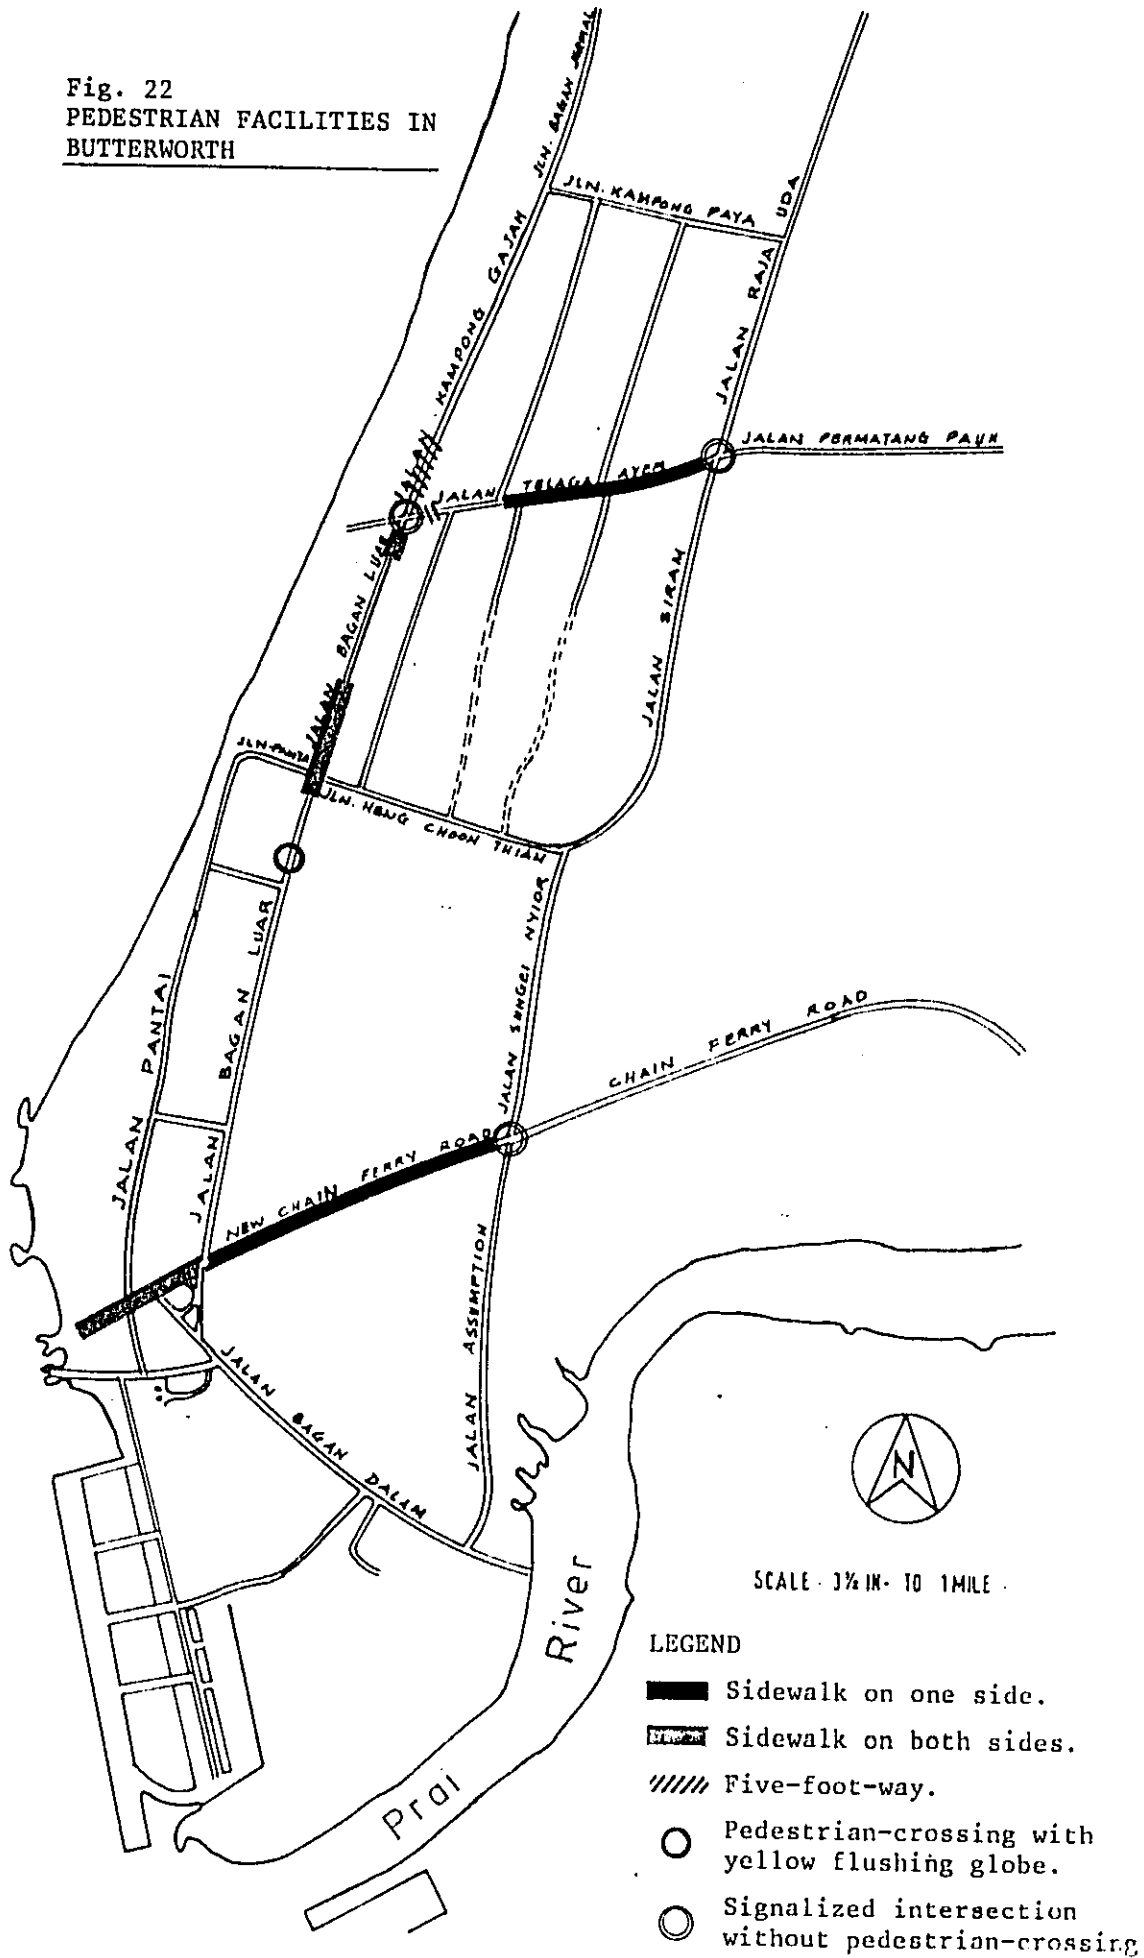 Fig. 22
PEDESTRIAN FACILITIES IN
BUTTERWORTH
JLN. BAGAN JERMAL
JLN. KAMPONG PAYA
JALAN RAJA UDA
JALAN KAMPONG GAJAH
JALAN PERMATANG PAUH
JALAN TELAGA AYER
JALAN BAGAN LUAR
JALAN SIRAM
JLN. PANTAI
JLN. HENG CHOON THIAN
JALAN PANTAI
JALAN BAGAN LUAR
JALAN SUNGEI NYIOR
CHAIN FERRY ROAD
NEW CHAIN FERRY ROAD
JALAN ASSEMPTION
JALAN BAGAN DALAM
N
SCALE · 3½ IN· TO 1MILE ·
Prai River
LEGEND
Sidewalk on one side.
Sidewalk on both sides.
Five-foot-way.
Pedestrian-crossing with
yellow flushing globe.
Signalized intersection
without pedestrian-crossing